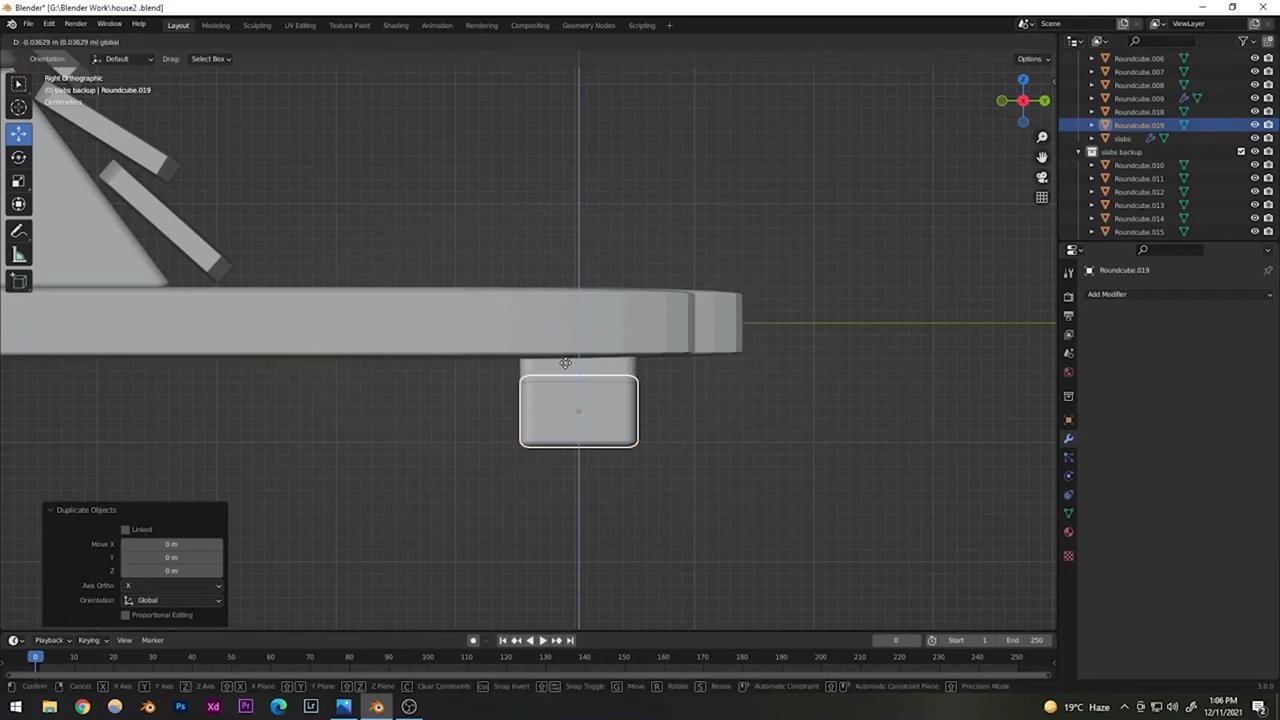 Blender* [G:\Blender Work\house2 .blend]
File Edit Render Window Help Layout Modeling Sculpting UV Editing Texture Paint Shading Animation Rendering Compositing Geometry Nodes Scripting + Scene ViewLayer
D: -0.03629 m (0.03629 m) global
Orientation: Default Drag: Select Box Options
Right Orthographic
(0) slabs backup | Roundcube.019
Centimeters
Z
X
Y
Roundcube.006
Roundcube.007
Roundcube.008
Roundcube.009
Roundcube.018
Roundcube.019
slabs
slabs backup
Roundcube.010
Roundcube.011
Roundcube.012
Roundcube.013
Roundcube.014
Roundcube.015
Roundcube.019
Add Modifier
Duplicate Objects
Linked
Move X 0 m
Y 0 m
Z 0 m
Axis Ortho X
Orientation Global
Proportional Editing
Playback Keying View Marker 0 Start 1 End 250
0 10 20 30 40 50 60 70 80 90 100 110 120 130 140 150 160 170 180 190 200 210 220 230 240 250
Confirm Cancel X X Axis Y Y Axis Z Z Axis X X Plane Y Y Plane Z Z Plane C Clear Constraints Snap Invert Snap Toggle G Move R Rotate S Resize Automatic Constraint Automatic Constraint Plane Precision Mode 3.0.0
19°C Haze 1:06 PM
12/11/2021